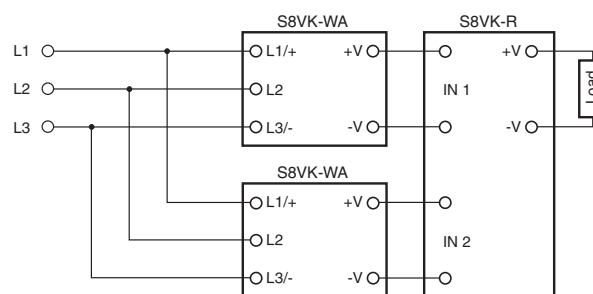 S8VK-WA S8VK-R
L1 L1/+ +V +V
L2 L2 IN 1 Load
L3 L3/- -V -V
S8VK-WA
L1/+ +V
L2 IN 2
L3/- -V